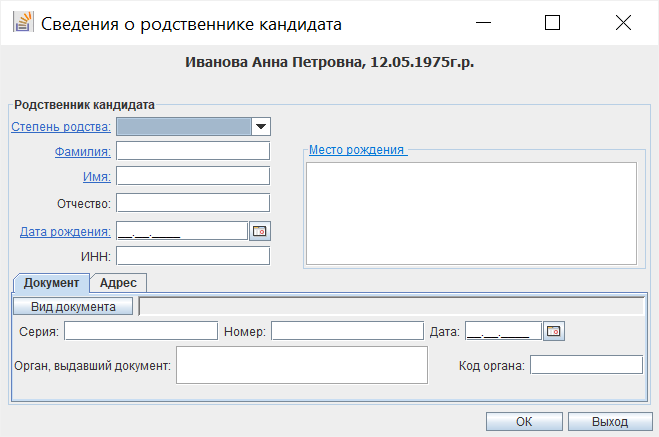 Сведения о родственнике кандидата
Иванова Анна Петровна, 12.05.1975г.р.
Родственник кандидата
Степень родства:
Фамилия:
Место рождения
Имя:
Отчество:
Дата рождения: __.__.____
ИНН:
Документ Адрес
Вид документа
Серия: Номер: Дата: __.__.____
Орган, выдавший документ: Код органа:
ОК Выход